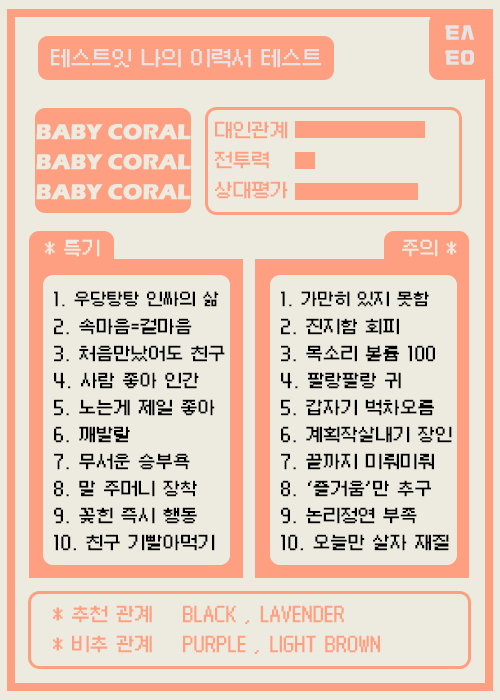 테스트잇 나의 이력서 테스트
ㅌㅅ
ㅌㅇ
BABY CORAL
BABY CORAL
BABY CORAL
대인관계
전투력
상대평가
* 특기
1. 우당탕탕 인싸의 삶
2. 속마음=겉마음
3. 처음만났어도 친구
4. 사람 좋아 인간
5. 노는게 제일 좋아
6. 깨발랄
7. 무서운 승부욕
8. 말 주머니 장착
9. 꽂힌 즉시 행동
10. 친구 기빨아먹기
주의 *
1. 가만히 있지 못함
2. 진지함 회피
3. 목소리 볼륨 100
4. 팔랑팔랑 귀
5. 갑자기 벅차오름
6. 계획작살내기 장인
7. 끝까지 미뤄미뤄
8. ‘즐거움’만 추구
9. 논리정연 부족
10. 오늘만 살자 재질
* 추천 관계 BLACK , LAVENDER
* 비추 관계 PURPLE , LIGHT BROWN